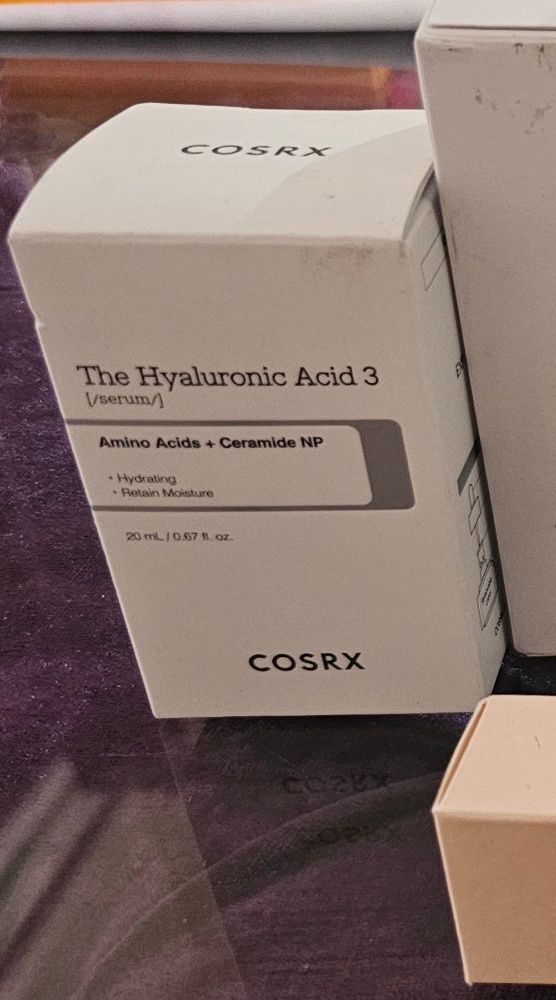 COSRX
The Hyaluronic Acid 3
[/serum/]
Amino Acids + Ceramide NP
• Hydrating
• Retain Moisture
20 mL / 0.67 fl. oz.
COSRX